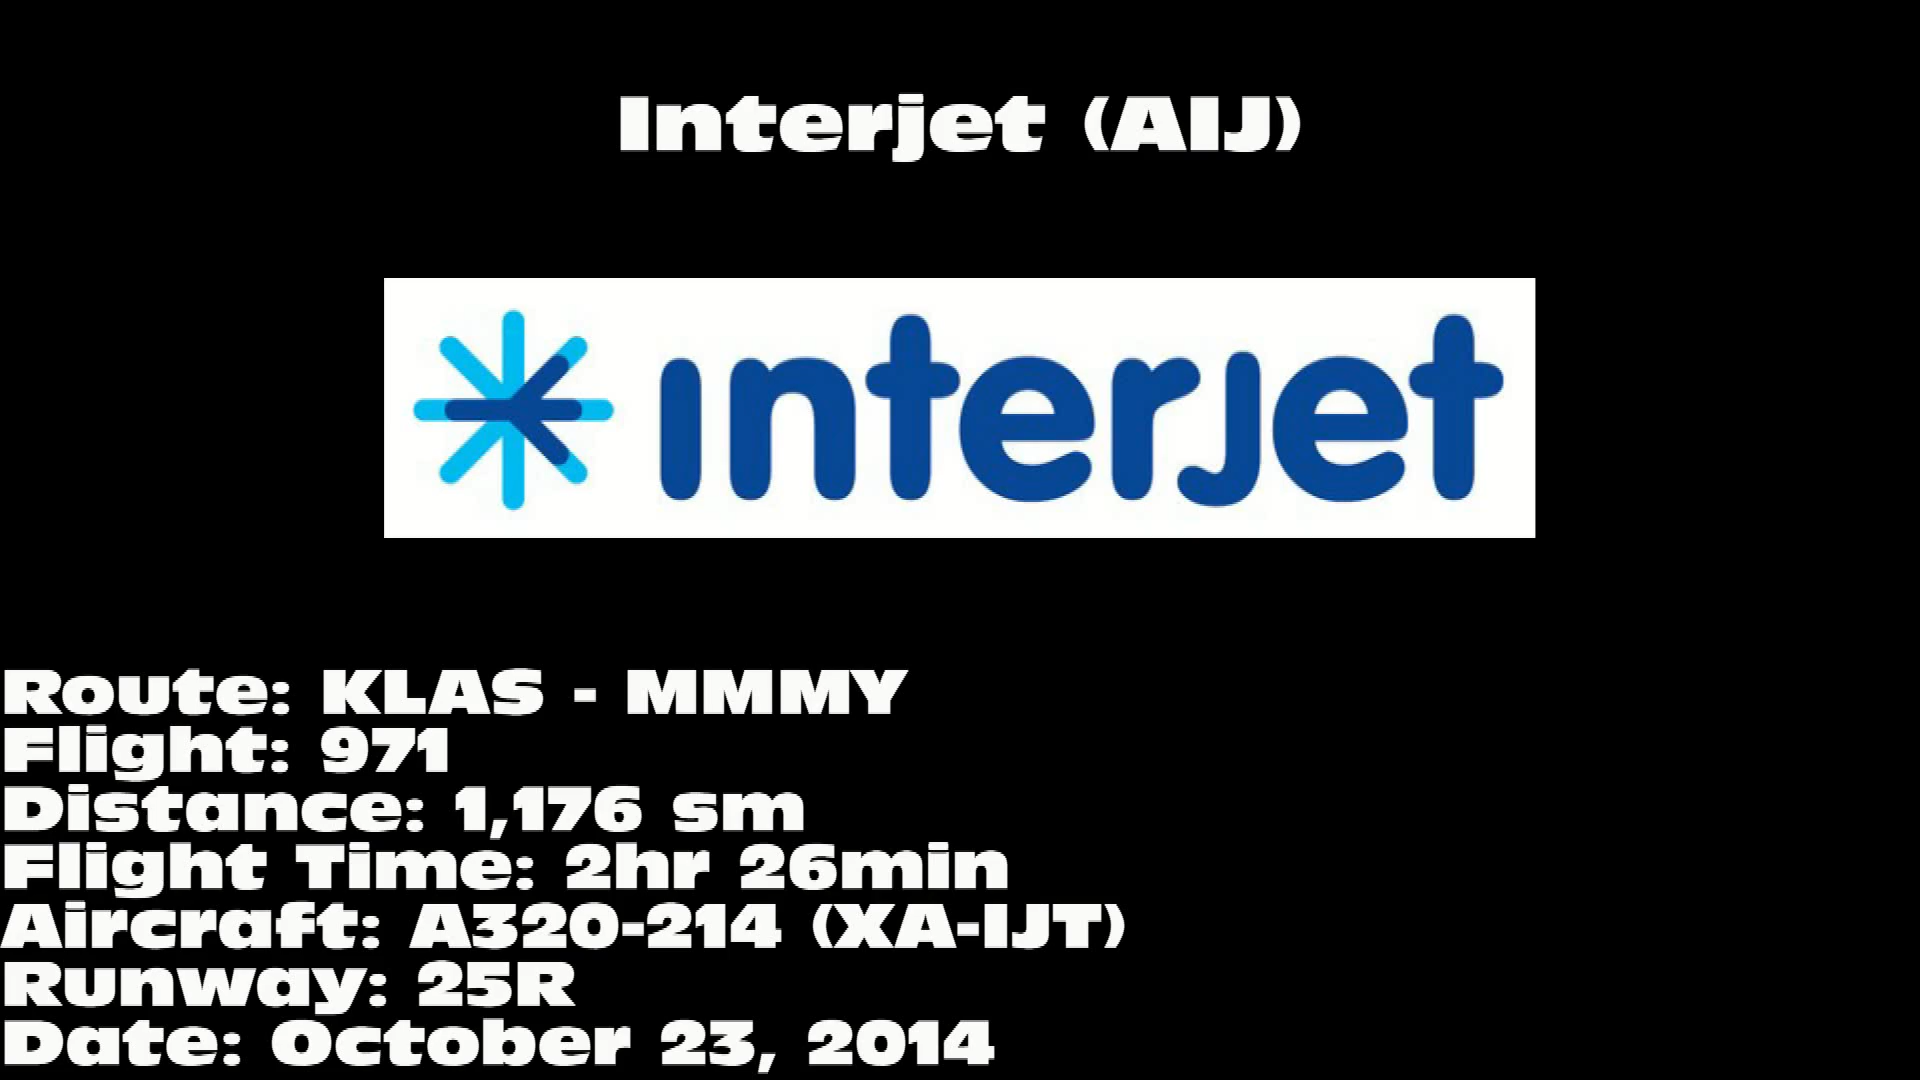 Interjet (AIJ)
interjet
Route: KLAS - MMMY
Flight: 971
Distance: 1,176 sm
Flight Time: 2hr 26min
Aircraft: A320-214 (XA-IJT)
Runway: 25R
Date: October 23, 2014